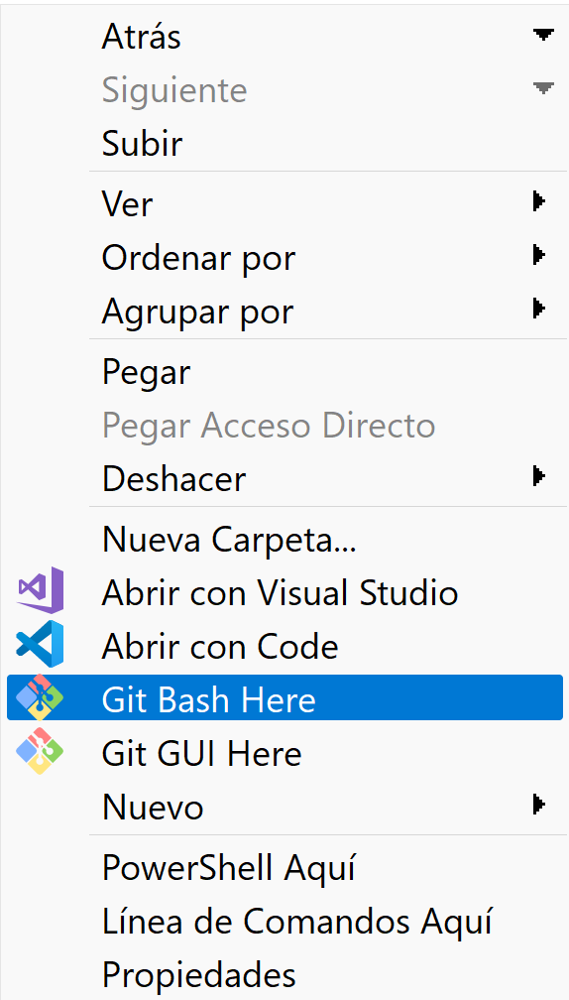 Atrás
Siguiente
Subir
Ver
Ordenar por
Agrupar por
Pegar
Pegar Acceso Directo
Deshacer
Nueva Carpeta...
Abrir con Visual Studio
Abrir con Code
Git Bash Here
Git GUI Here
Nuevo
PowerShell Aquí
Línea de Comandos Aquí
Propiedades